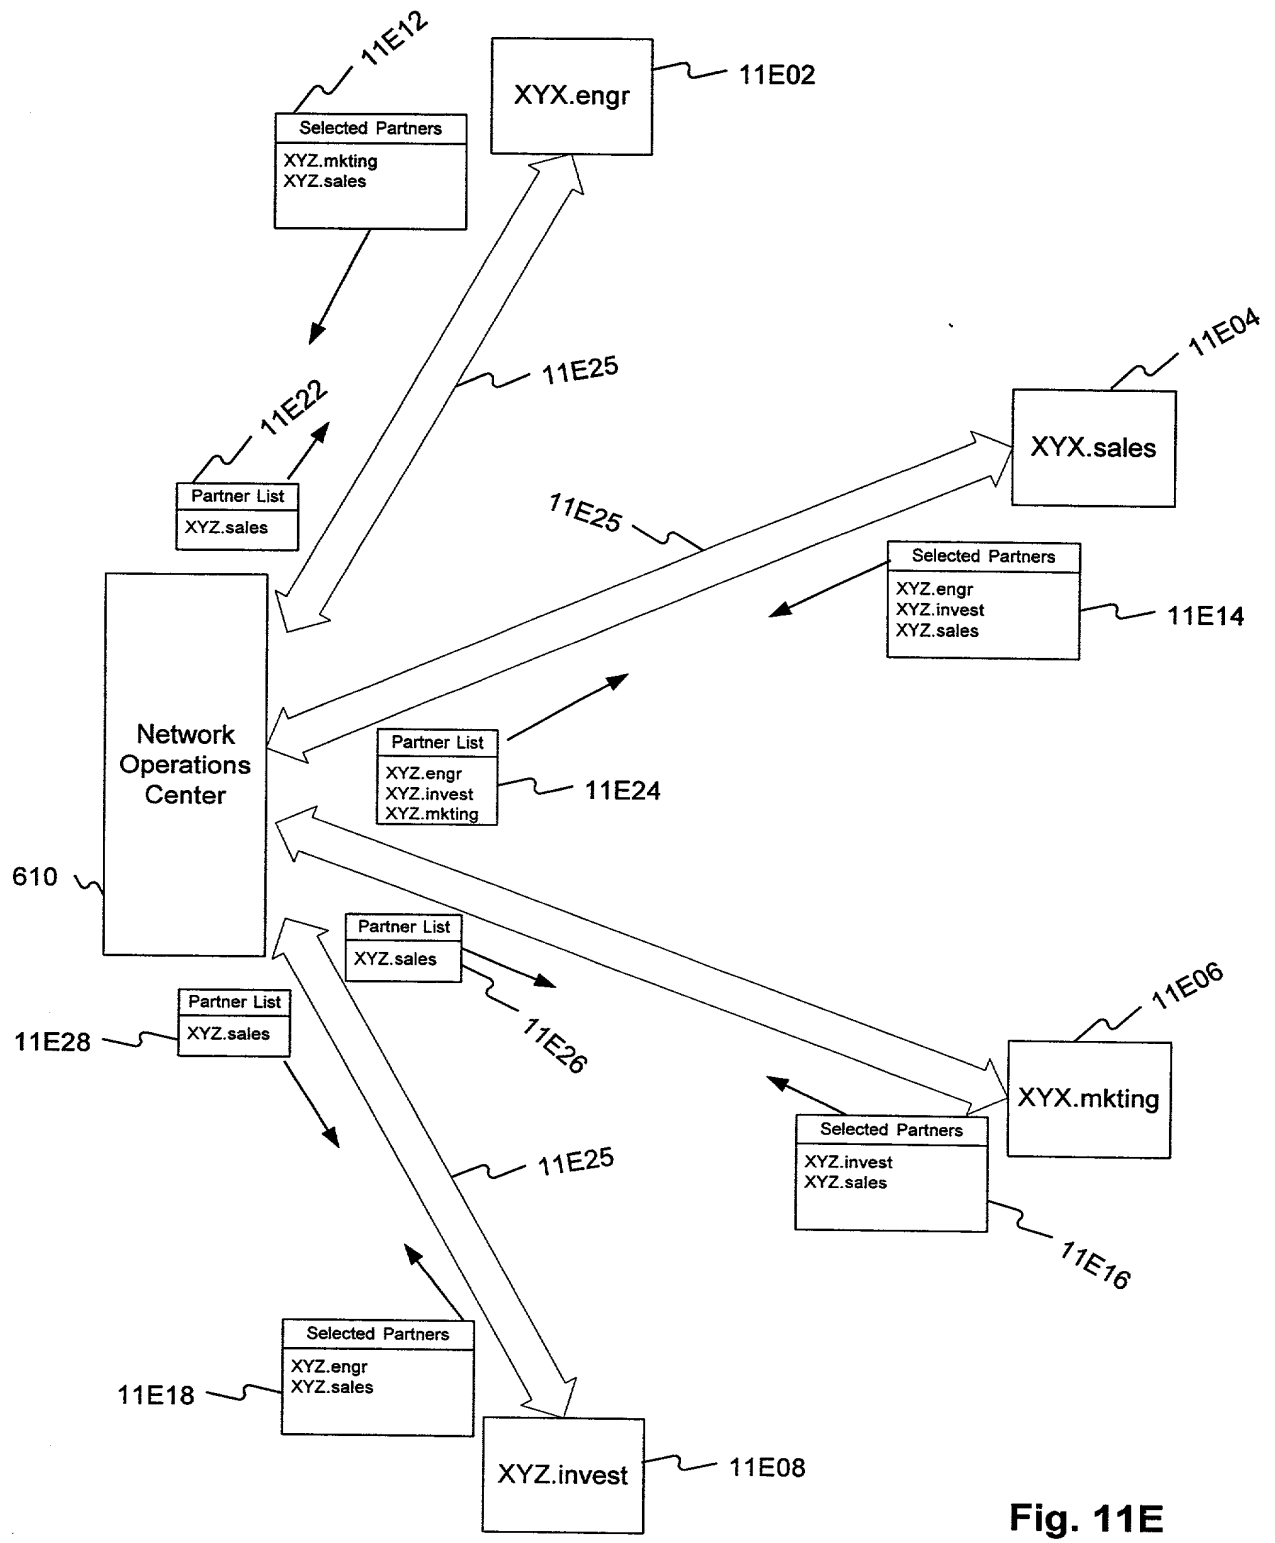 11E12
XYX.engr
11E02
Selected Partners
XYZ.mkting
XYZ.sales
11E25
11E04
11E22
XYX.sales
Partner List
XYZ.sales
11E25
Selected Partners
XYZ.engr
XYZ.invest
XYZ.sales
11E14
Network
Operations
Center
Partner List
XYZ.engr
XYZ.invest
XYZ.mkting
11E24
610
Partner List
XYZ.sales
11E26
11E06
Partner List
XYZ.sales
11E28
XYX.mkting
Selected Partners
XYZ.invest
XYZ.sales
11E16
11E25
Selected Partners
XYZ.engr
XYZ.sales
11E18
XYZ.invest
11E08
Fig. 11E